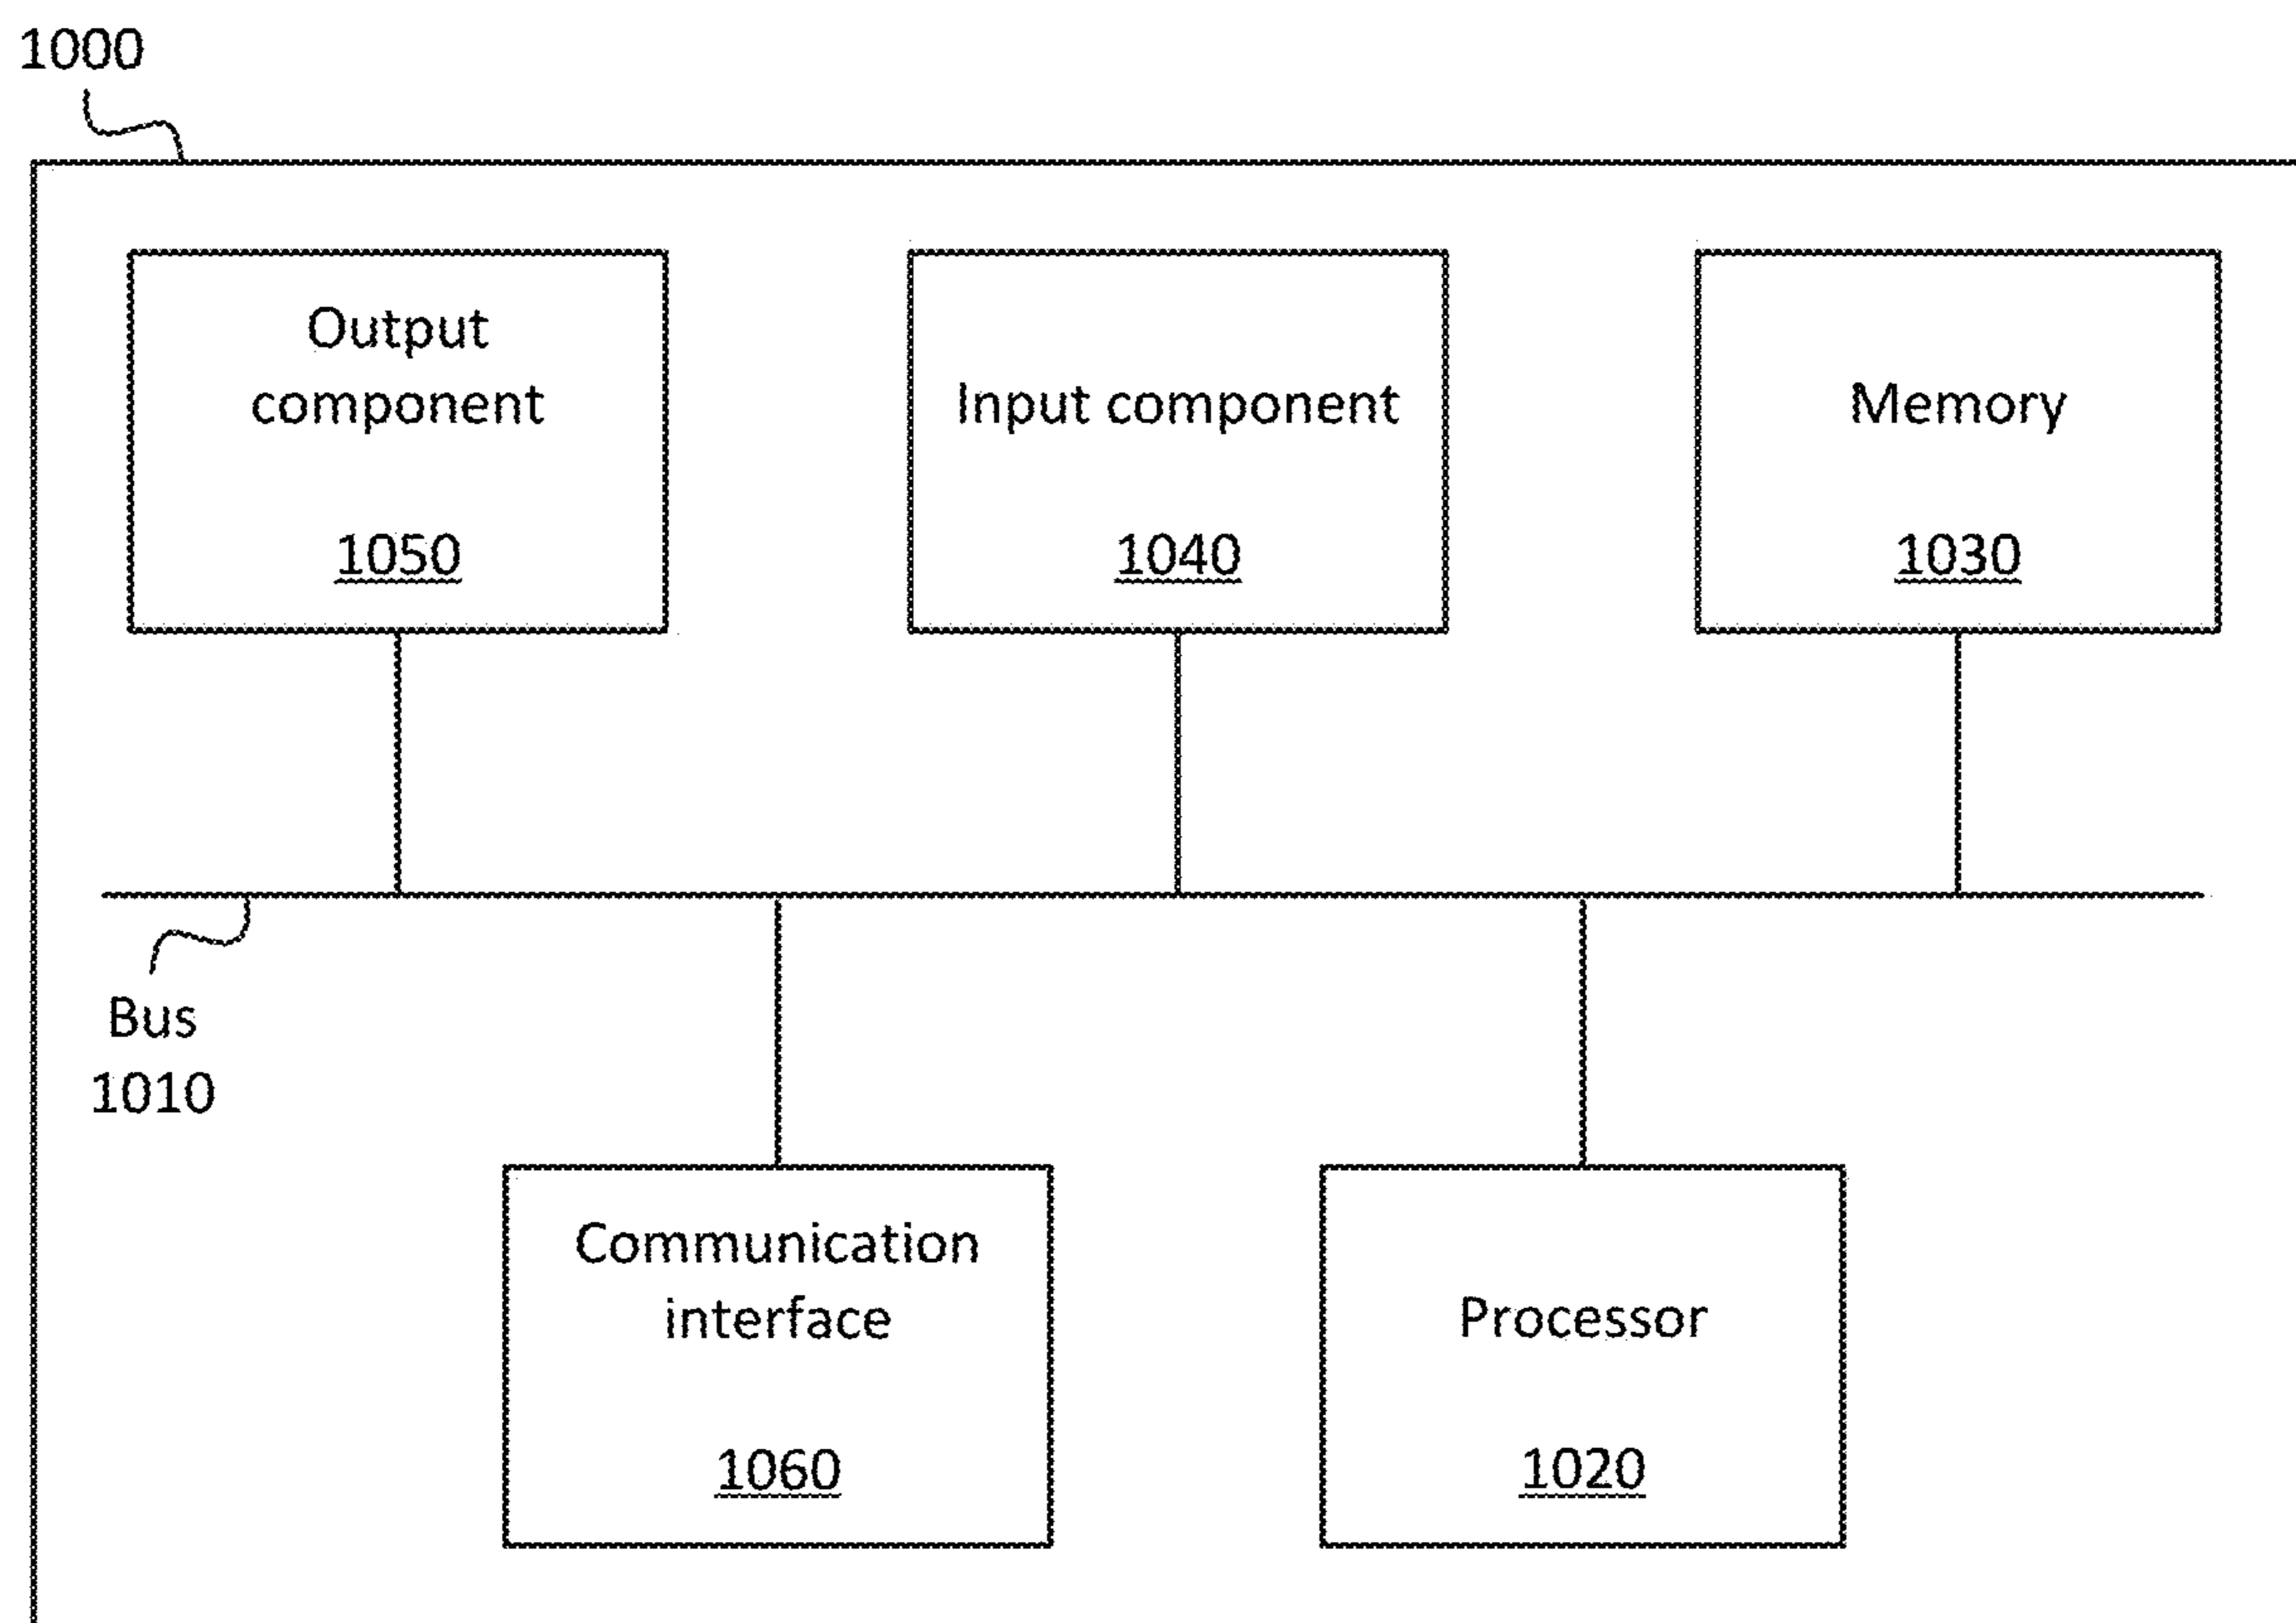 1000
Output
component
1050
Input component
1040
Memory
1030
Bus
1010
Communication
interface
1060
Processor
1020